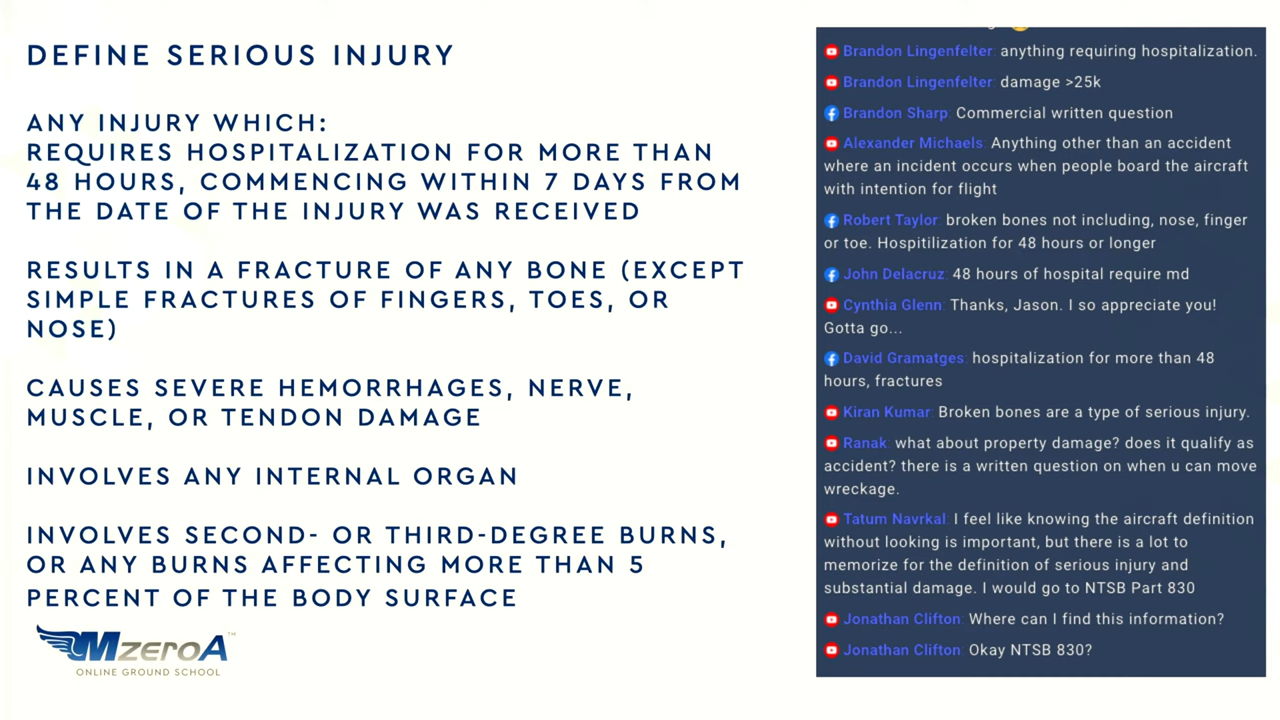 DEFINE SERIOUS INJURY
ANY INJURY WHICH:
REQUIRES HOSPITALIZATION FOR MORE THAN
48 HOURS, COMMENCING WITHIN 7 DAYS FROM
THE DATE OF THE INJURY WAS RECEIVED
RESULTS IN A FRACTURE OF ANY BONE (EXCEPT
SIMPLE FRACTURES OF FINGERS, TOES, OR
NOSE)
CAUSES SEVERE HEMORRHAGES, NERVE,
MUSCLE, OR TENDON DAMAGE
INVOLVES ANY INTERNAL ORGAN
INVOLVES SECOND- OR THIRD-DEGREE BURNS,
OR ANY BURNS AFFECTING MORE THAN 5
PERCENT OF THE BODY SURFACE
MzeroA™
ONLINE GROUND SCHOOL
Brandon Lingenfelter: anything requiring hospitalization.
Brandon Lingenfelter: damage >25k
Brandon Sharp: Commercial written question
Alexander Michaels: Anything other than an accident
where an incident occurs when people board the aircraft
with intention for flight
Robert Taylor: broken bones not including, nose, finger
or toe. Hospitilization for 48 hours or longer
John Delacruz: 48 hours of hospital require md
Cynthia Glenn: Thanks, Jason. I so appreciate you!
Gotta go...
David Gramatges: hospitalization for more than 48
hours, fractures
Kiran Kumar: Broken bones are a type of serious injury.
Ranak: what about property damage? does it qualify as
accident? there is a written question on when u can move
wreckage.
Tatum Navrkal: I feel like knowing the aircraft definition
without looking is important, but there is a lot to
memorize for the definition of serious injury and
substantial damage. I would go to NTSB Part 830
Jonathan Clifton: Where can I find this information?
Jonathan Clifton: Okay NTSB 830?